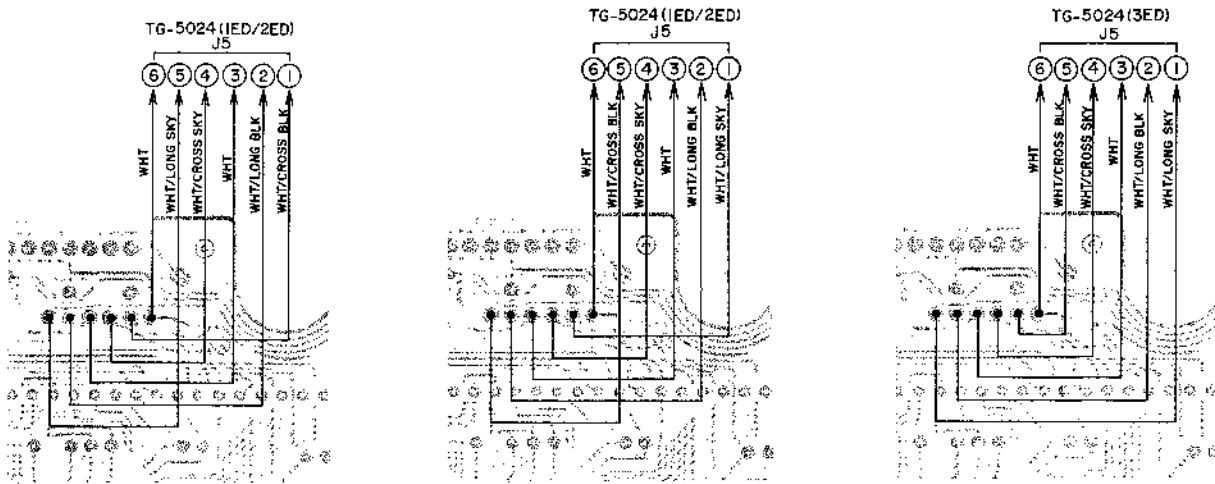 TG-5024(1ED/2ED)
J5
6 5 4 3 2 1
WHT
WHT/LONG SKY
WHT/CROSS SKY
WHT
WHT/LONG BLK
WHT/CROSS BLK
TG-5024(1ED/2ED)
J5
6 5 4 3 2 1
WHT
WHT/CROSS BLK
WHT/CROSS SKY
WHT
WHT/LONG BLK
WHT/LONG SKY
TG-5024(3ED)
J5
6 5 4 3 2 1
WHT
WHT/CROSS BLK
WHT/CROSS SKY
WHT
WHT/LONG BLK
WHT/LONG SKY